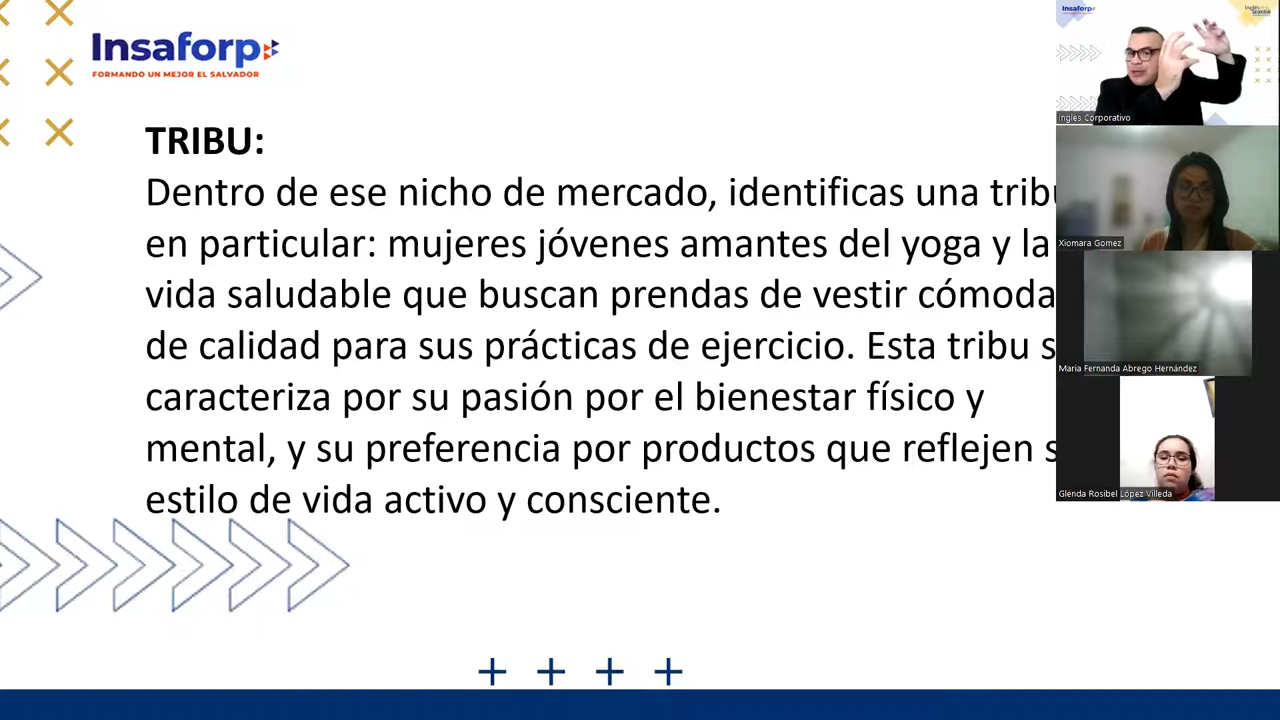 Insaforp
FORMANDO UN MEJOR EL SALVADOR
TRIBU:
Dentro de ese nicho de mercado, identificas una tribu
en particular: mujeres jóvenes amantes del yoga y la
vida saludable que buscan prendas de vestir cómoda
de calidad para sus prácticas de ejercicio. Esta tribu s
caracteriza por su pasión por el bienestar físico y
mental, y su preferencia por productos que reflejen s
estilo de vida activo y consciente.
Insaforp
Ingles Corporativo
Xiomara Gomez
Maria Fernanda Abrego Hernández
Glenda Rosibel López Villeda